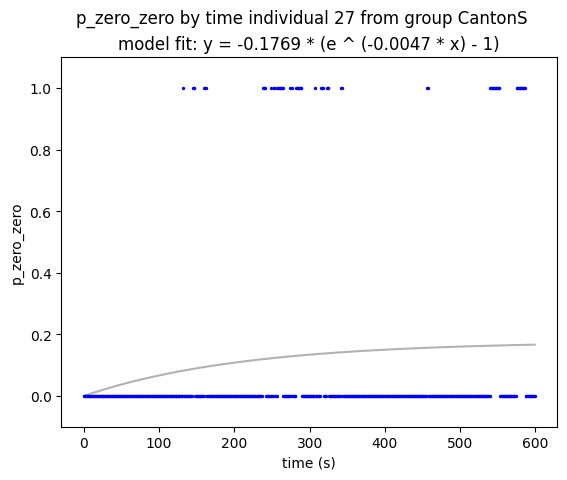 p_zero_zero by time individual 27 from group CantonS
model fit: y = -0.1769 * (e ^ (-0.0047 * x) - 1)
1.0
0.8
0.6
0.4
0.2
0.0
p_zero_zero
0 100 200 300 400 500 600
time (s)